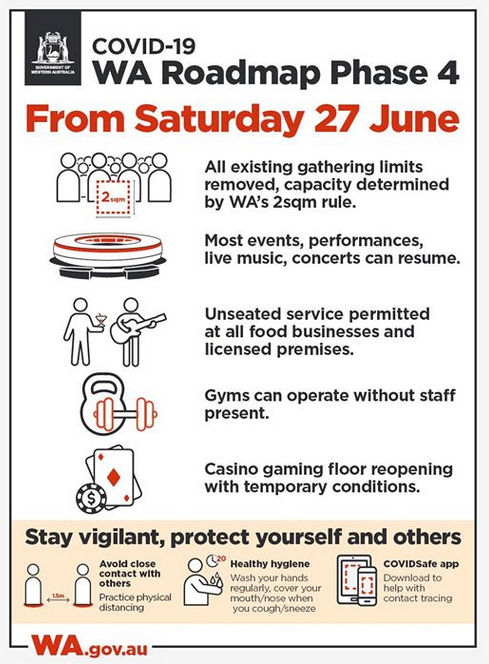 GOVERNMENT OF
WESTERN AUSTRALIA
COVID-19
WA Roadmap Phase 4
From Saturday 27 June
2sqm
All existing gathering limits
removed, capacity determined
by WA's 2sqm rule.
Most events, performances,
live music, concerts can resume.
Unseated service permitted
at all food businesses and
licensed premises.
Gyms can operate without staff
present.
Casino gaming floor reopening
with temporary conditions.
$
Stay vigilant, protect yourself and others
1.5m
Avoid close
contact with
others
Practice physical
distancing
20
Healthy hygiene
Wash your hands
regularly, cover your
mouth/nose when
you cough/sneeze
COVIDSafe app
Download to
help with
contact tracing
WA.gov.au